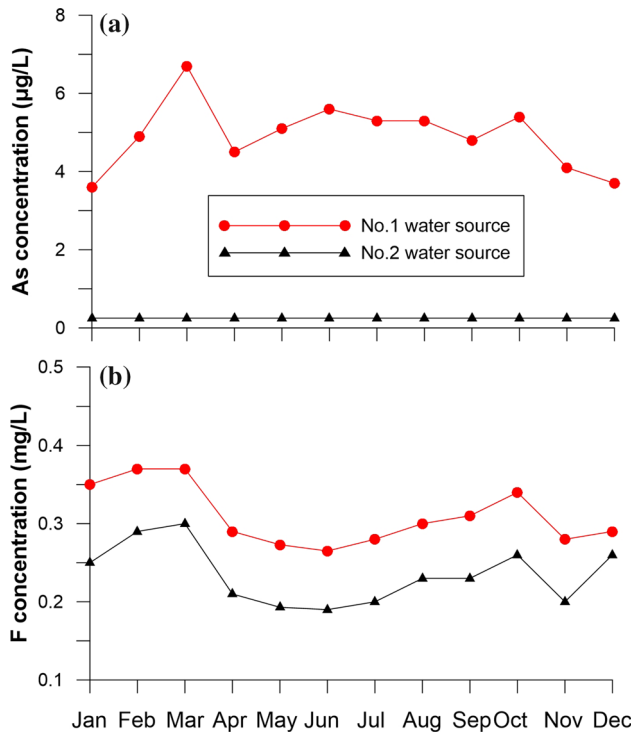 (a)
As concentration (µg/L)
8
6
4
2
0
No.1 water source
No.2 water source
(b)
F concentration (mg/L)
0.5
0.4
0.3
0.2
0.1
Jan Feb Mar Apr May Jun Jul Aug Sep Oct Nov Dec